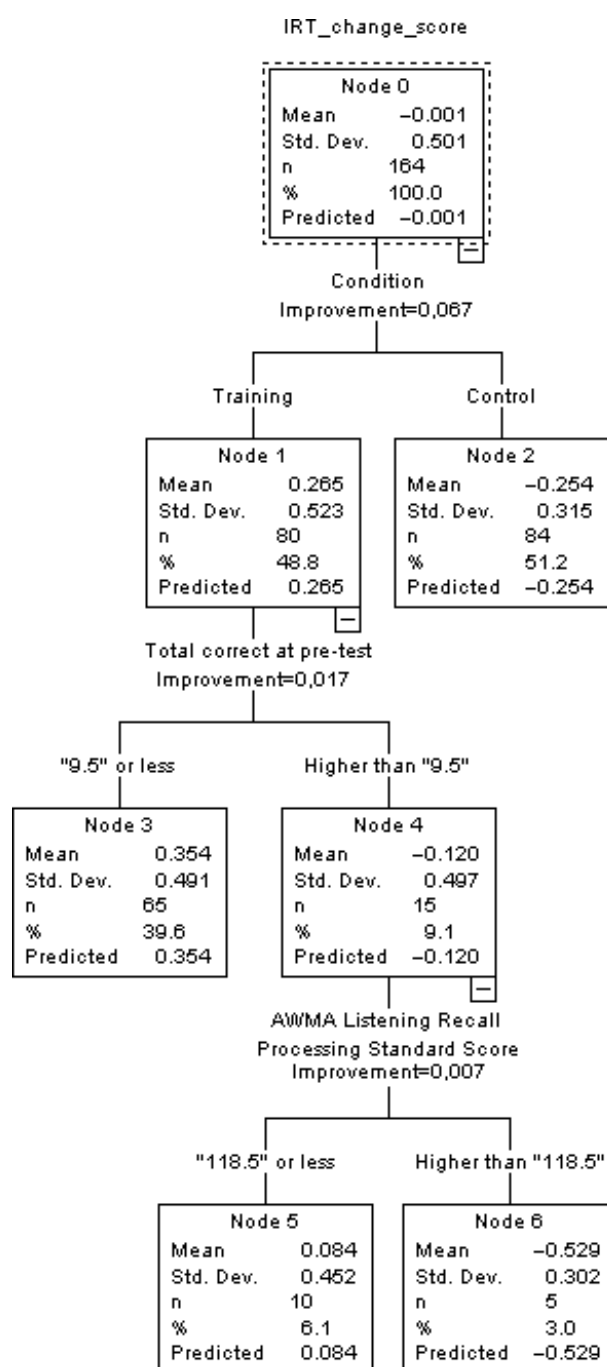 IRT_change_score
Node 0
Mean −0.001
Std. Dev. 0.501
n 164
% 100.0
Predicted −0.001
Condition
Improvement=0,067
Training
Control
Node 1
Mean 0.265
Std. Dev. 0.523
n 80
% 48.8
Predicted 0.265
Node 2
Mean −0.254
Std. Dev. 0.315
n 84
% 51.2
Predicted −0.254
Total correct at pre-test
Improvement=0,017
"9.5" or less
Higher than "9.5"
Node 3
Mean 0.354
Std. Dev. 0.491
n 65
% 39.6
Predicted 0.354
Node 4
Mean −0.120
Std. Dev. 0.497
n 15
% 9.1
Predicted −0.120
AWMA Listening Recall
Processing Standard Score
Improvement=0,007
"118.5" or less
Higher than "118.5"
Node 5
Mean 0.084
Std. Dev. 0.452
n 10
% 6.1
Predicted 0.084
Node 6
Mean −0.529
Std. Dev. 0.302
n 5
% 3.0
Predicted −0.529